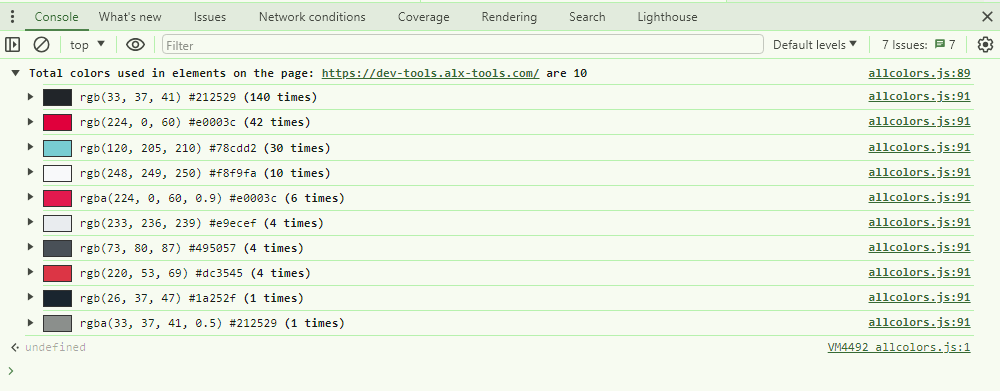 Console What's new Issues Network conditions Coverage Rendering Search Lighthouse
top Filter Default levels 7 Issues: 7
Total colors used in elements on the page: https://dev-tools.alx-tools.com/ are 10 allcolors.js:89
rgb(33, 37, 41) #212529 (140 times) allcolors.js:91
rgb(224, 0, 60) #e0003c (42 times) allcolors.js:91
rgb(120, 205, 210) #78cdd2 (30 times) allcolors.js:91
rgb(248, 249, 250) #f8f9fa (10 times) allcolors.js:91
rgba(224, 0, 60, 0.9) #e0003c (6 times) allcolors.js:91
rgb(233, 236, 239) #e9ecef (4 times) allcolors.js:91
rgb(73, 80, 87) #495057 (4 times) allcolors.js:91
rgb(220, 53, 69) #dc3545 (4 times) allcolors.js:91
rgb(26, 37, 47) #1a252f (1 times) allcolors.js:91
rgba(33, 37, 41, 0.5) #212529 (1 times) allcolors.js:91
undefined VM4492 allcolors.js:1